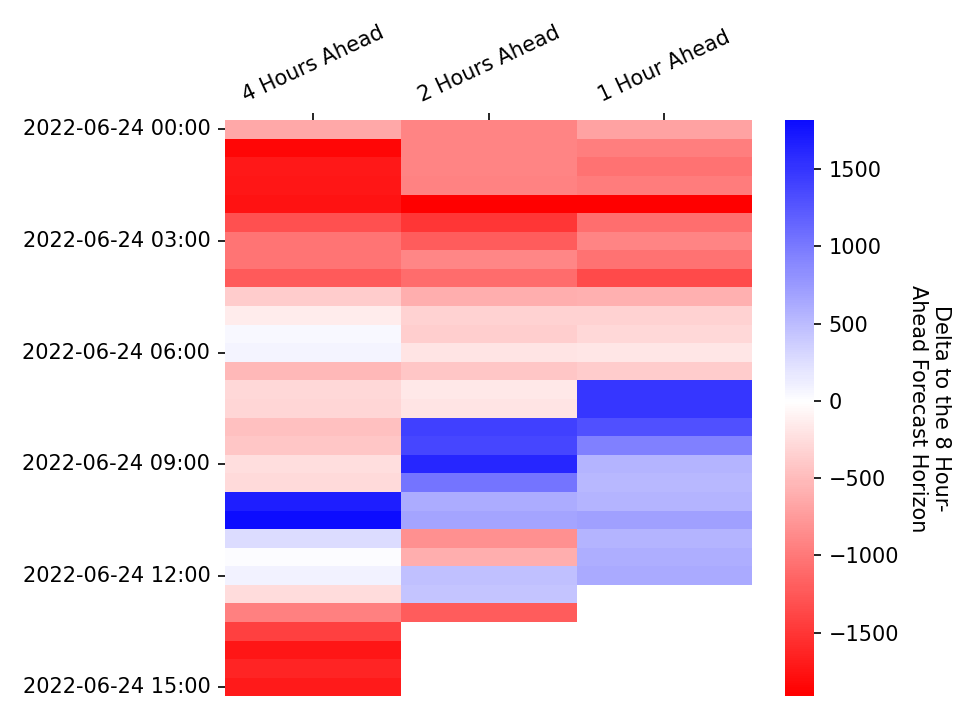 4 Hours Ahead
2 Hours Ahead
1 Hour Ahead
2022-06-24 00:00
2022-06-24 03:00
2022-06-24 06:00
2022-06-24 09:00
2022-06-24 12:00
2022-06-24 15:00
1500
1000
500
0
−500
−1000
−1500
Delta to the 8 Hour-
Ahead Forecast Horizon